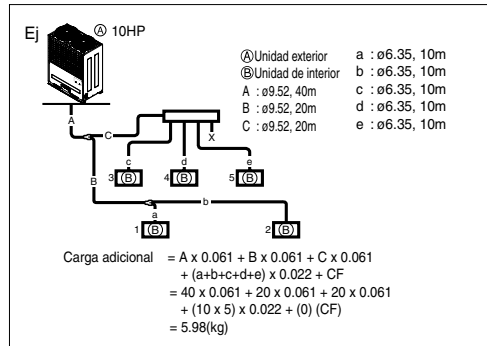 Ej
Ⓐ 10HP
ⒶUnidad exterior
ⒷUnidad de interior
A : ø9.52, 40m
B : ø9.52, 20m
C : ø9.52, 20m
a : ø6.35, 10m
b : ø6.35, 10m
c : ø6.35, 10m
d : ø6.35, 10m
e : ø6.35, 10m
A
C
X
B
c
d
e
3 Ⓑ
4 Ⓑ
5 Ⓑ
b
a
1 Ⓑ
2 Ⓑ
Carga adicional = A x 0.061 + B x 0.061 + C x 0.061
+ (a+b+c+d+e) x 0.022 + CF
= 40 x 0.061 + 20 x 0.061 + 20 x 0.061
+ (10 x 5) x 0.022 + (0) (CF)
= 5.98(kg)